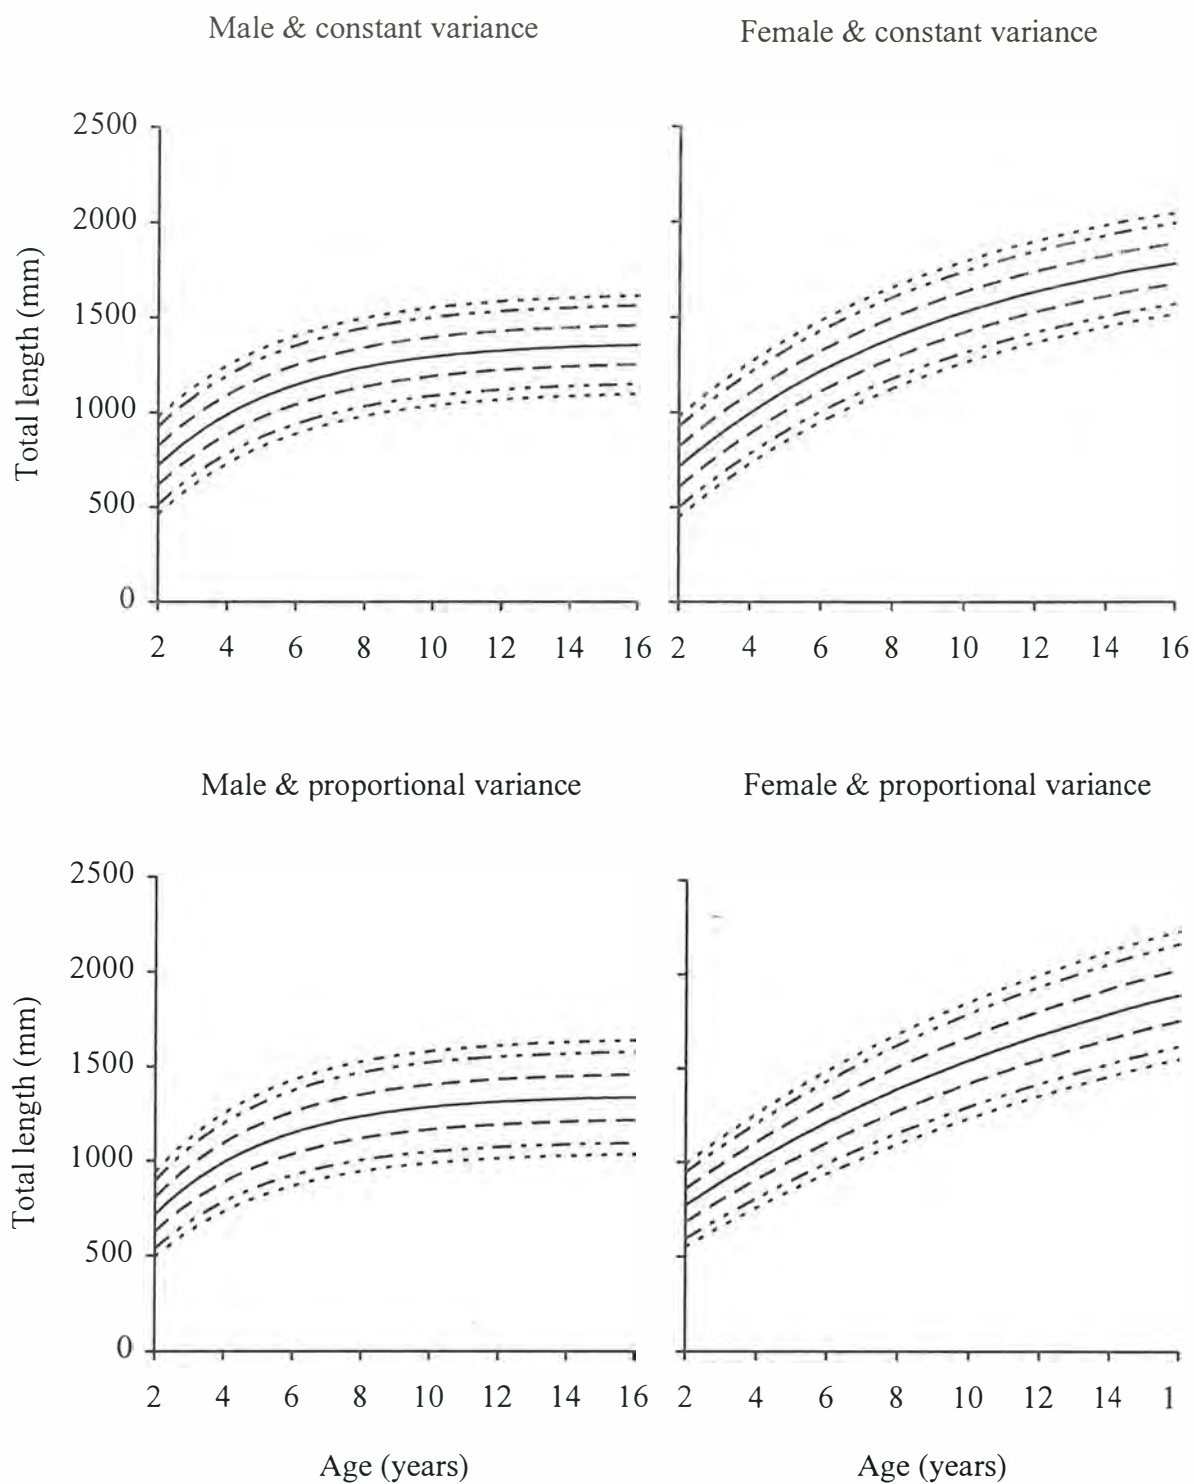 Male & constant variance
Female & constant variance
Total length (mm)
2500
2000
1500
1000
500
0
2 4 6 8 10 12 14 16
2 4 6 8 10 12 14 16
Male & proportional variance
Female & proportional variance
Total length (mm)
2500
2000
1500
1000
500
0
2 4 6 8 10 12 14 16
2 4 6 8 10 12 14 1
Age (years)
Age (years)